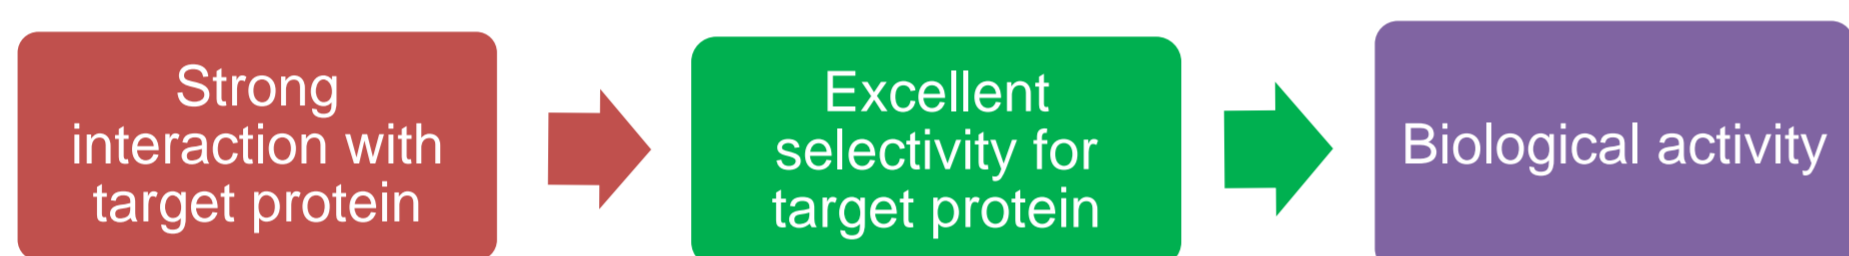 Strong
interaction with
target protein
Excellent
selectivity for
target protein
Biological activity